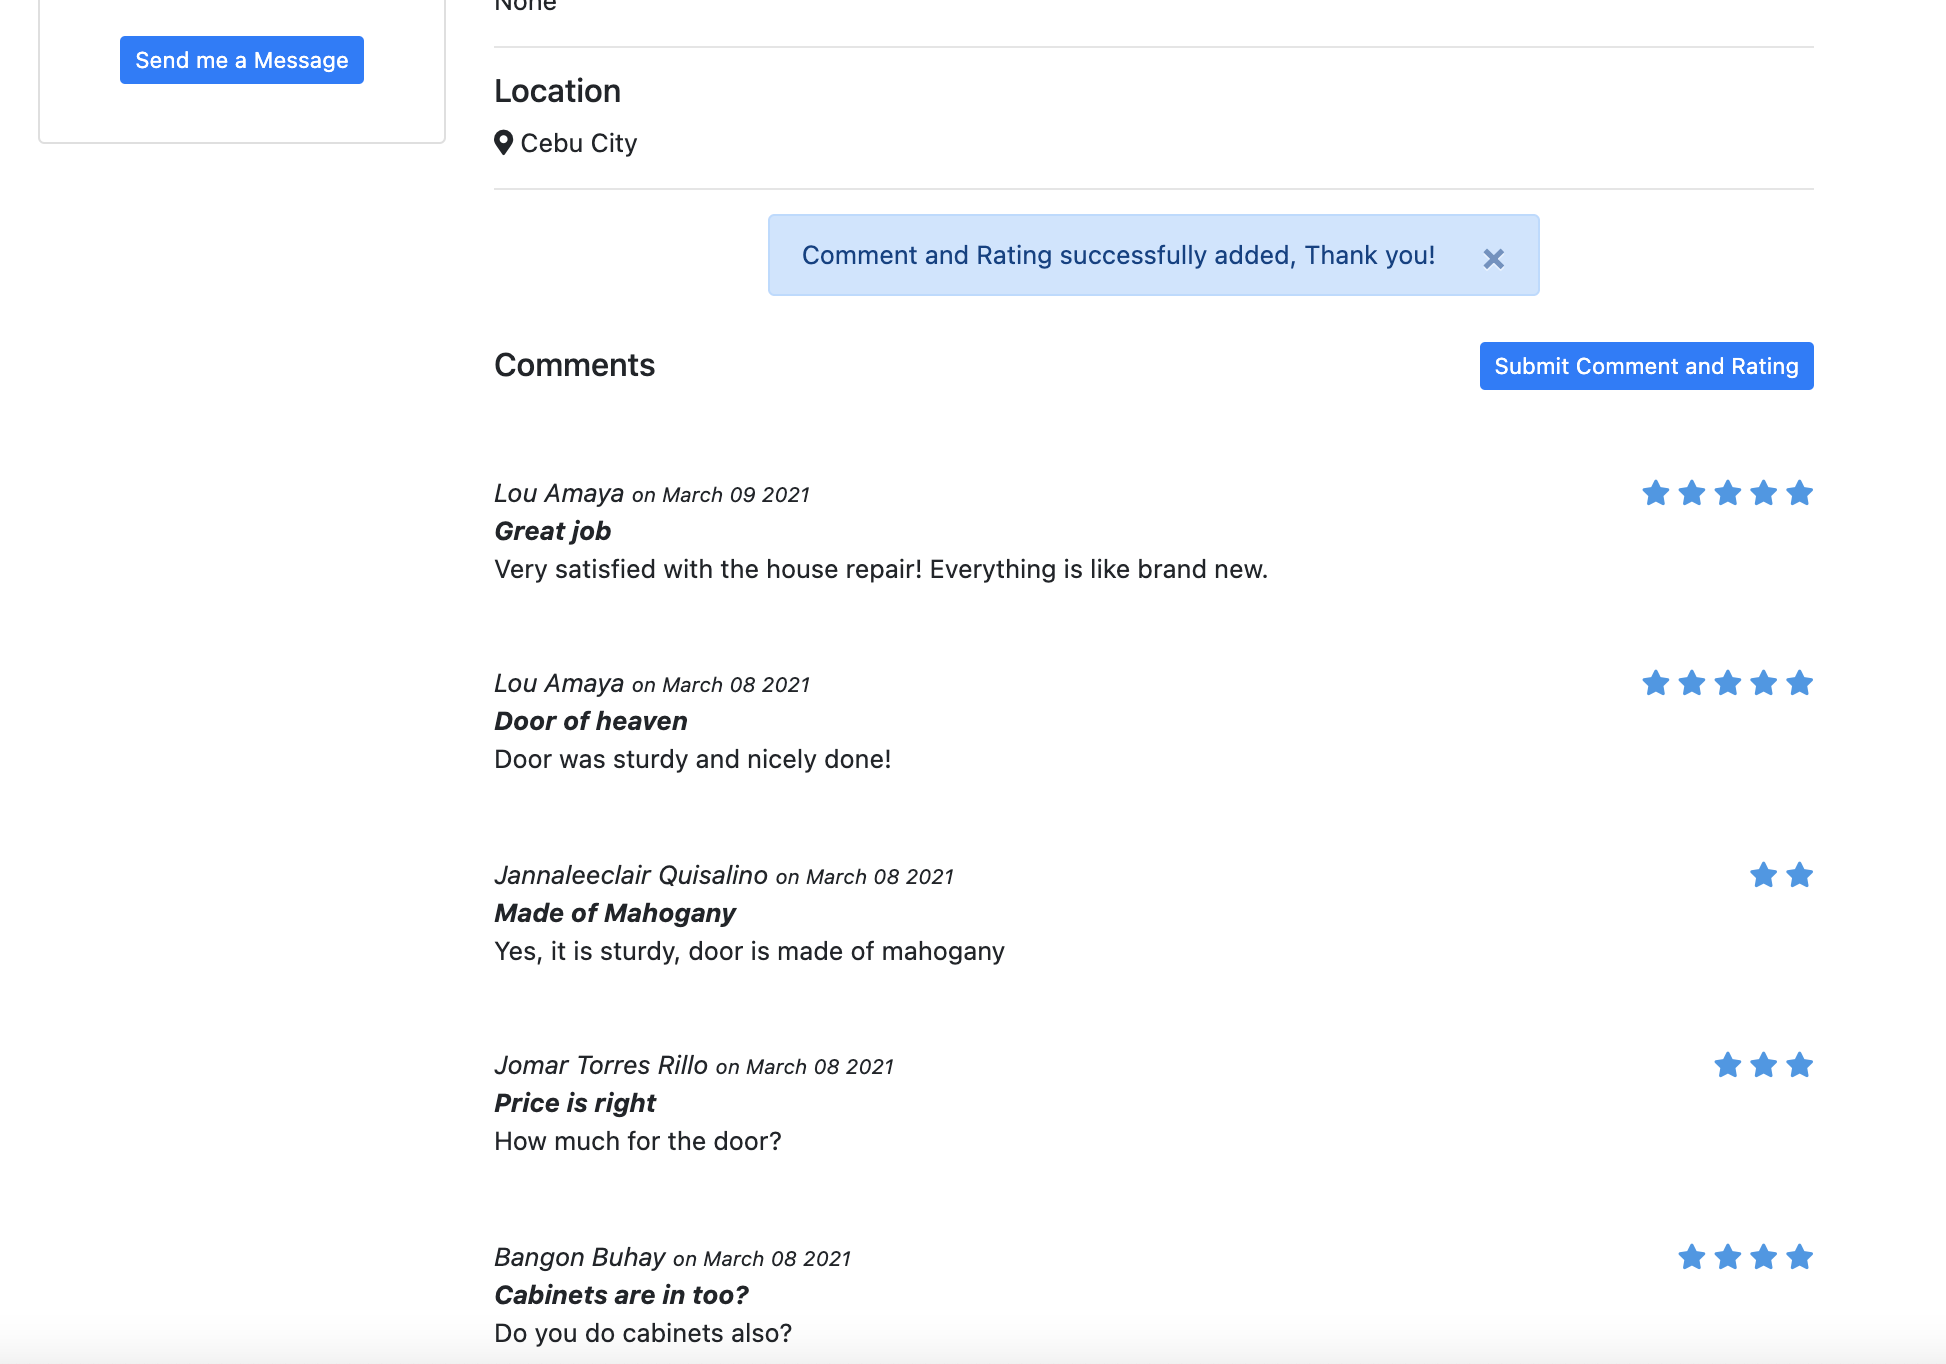 None
Send me a Message
Location
Cebu City
Comment and Rating successfully added, Thank you! ×
Comments
Submit Comment and Rating
Lou Amaya on March 09 2021
Great job
Very satisfied with the house repair! Everything is like brand new.
Lou Amaya on March 08 2021
Door of heaven
Door was sturdy and nicely done!
Jannaleeclair Quisalino on March 08 2021
Made of Mahogany
Yes, it is sturdy, door is made of mahogany
Jomar Torres Rillo on March 08 2021
Price is right
How much for the door?
Bangon Buhay on March 08 2021
Cabinets are in too?
Do you do cabinets also?